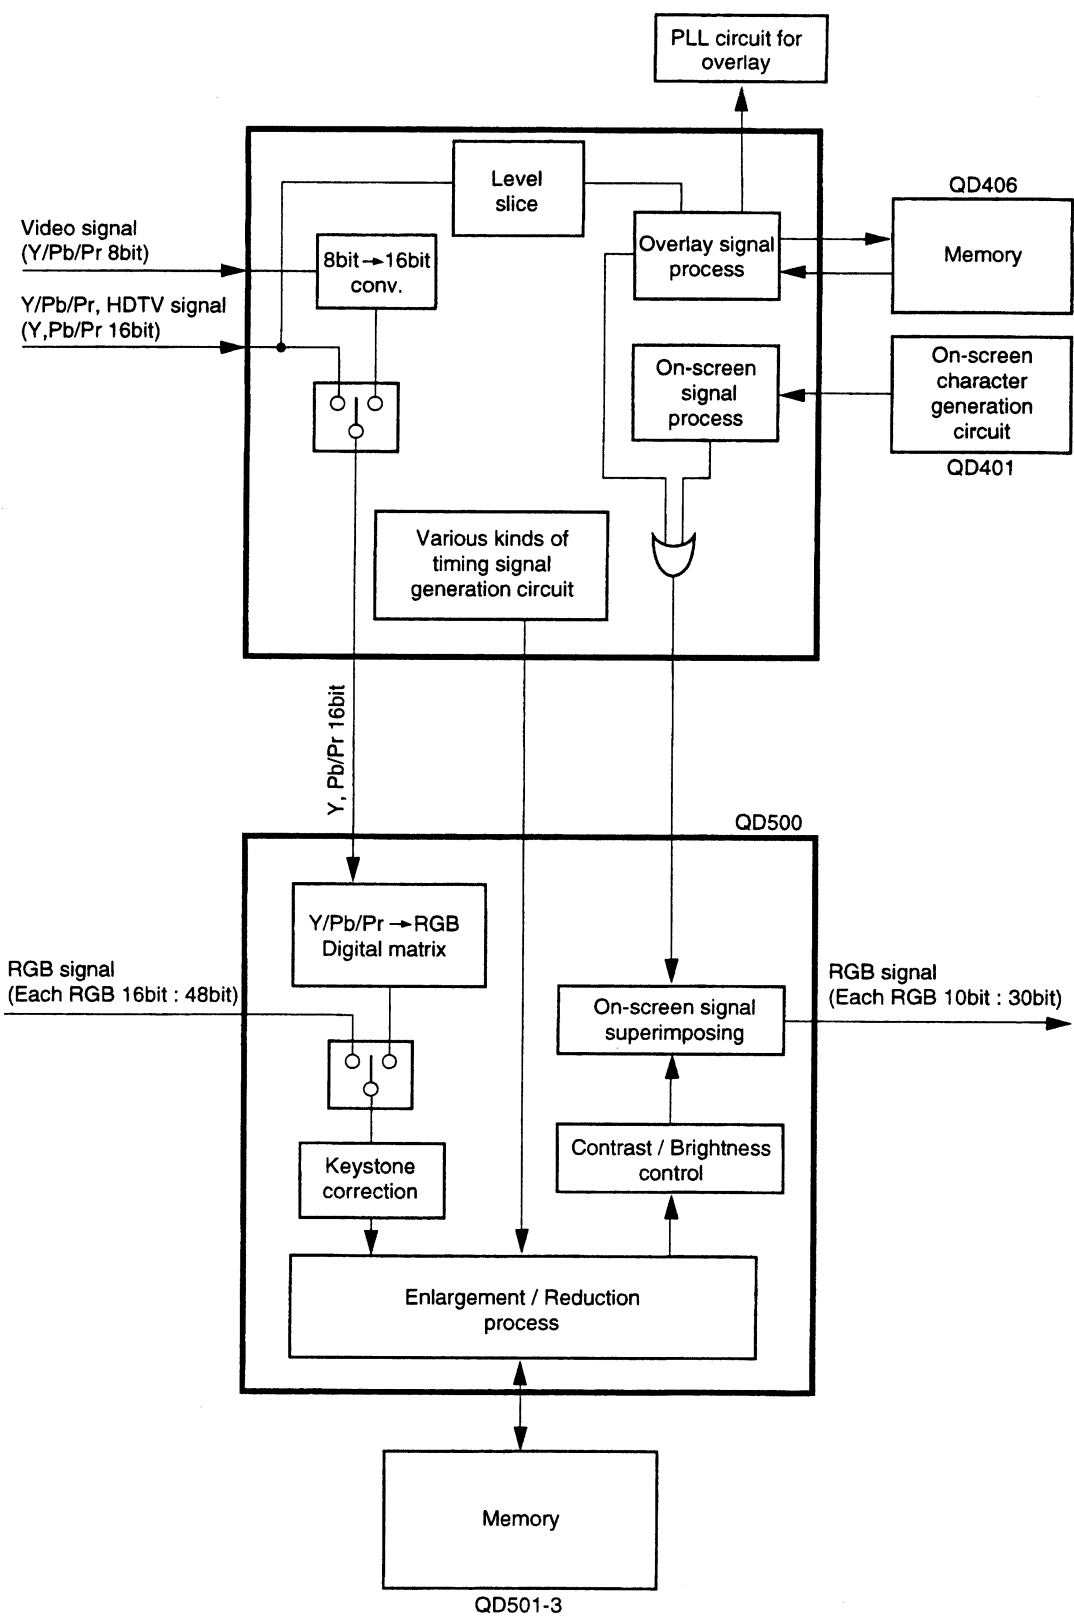 PLL circuit for
overlay
Level
slice
QD406
Video signal
(Y/Pb/Pr 8bit)
8bit→16bit
conv.
Overlay signal
process
Memory
Y/Pb/Pr, HDTV signal
(Y,Pb/Pr 16bit)
On-screen
signal
process
On-screen
character
generation
circuit
QD401
Various kinds of
timing signal
generation circuit
Y, Pb/Pr 16bit
QD500
Y/Pb/Pr→RGB
Digital matrix
RGB signal
(Each RGB 16bit : 48bit)
On-screen signal
superimposing
RGB signal
(Each RGB 10bit : 30bit)
Keystone
correction
Contrast / Brightness
control
Enlargement / Reduction
process
Memory
QD501-3